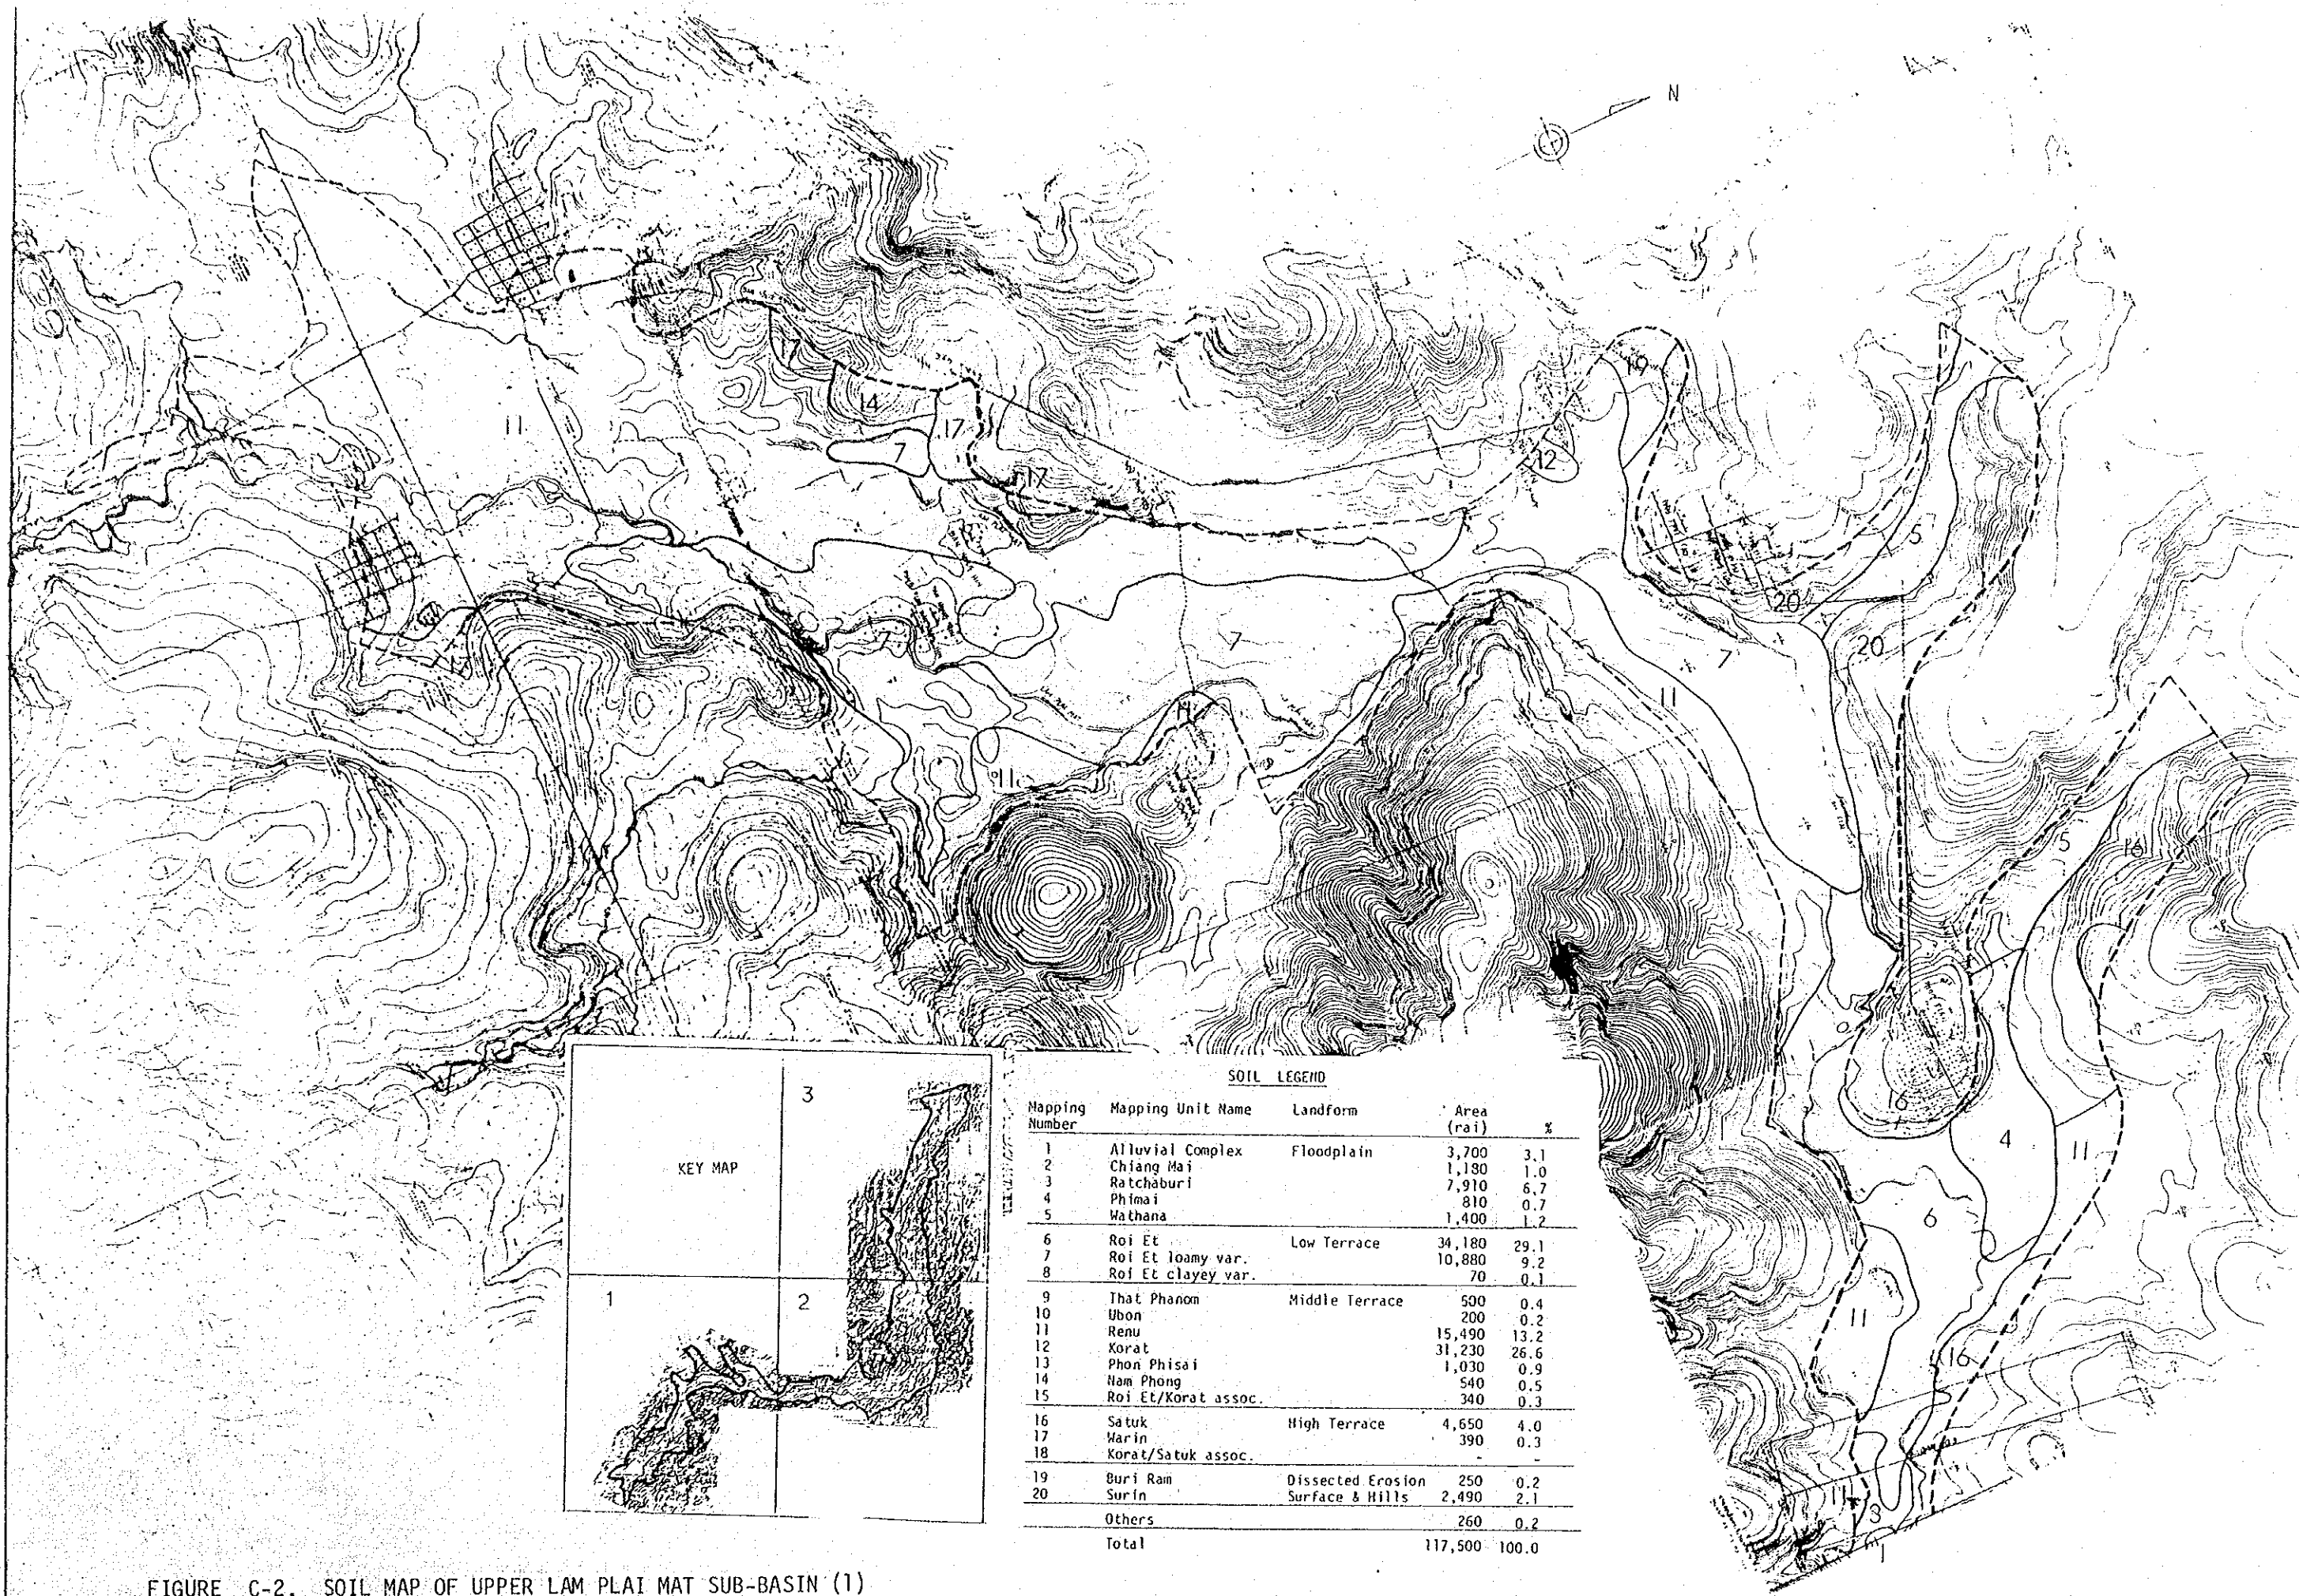 N
19
17
14
11
17
7
12
17
5
20
7
7
20
11
11
11
5
16
16
4
11
6
11
16
11
3
1
KEY MAP
3
1
2
SOIL LEGEND
Mapping Number Mapping Unit Name Landform Area (rai) %
1 Alluvial Complex Floodplain 3,700 3.1
2 Chiang Mai 1,180 1.0
3 Ratchaburi 7,910 6.7
4 Phimai 810 0.7
5 Wathana 1,400 1.2
6 Roi Et Low Terrace 34,180 29.1
7 Roi Et loamy var. 10,880 9.2
8 Roi Et clayey var. 70 0.1
9 That Phanom Middle Terrace 500 0.4
10 Ubon 200 0.2
11 Renu 15,490 13.2
12 Korat 31,230 26.6
13 Phon Phisai 1,030 0.9
14 Nam Phong 540 0.5
15 Roi Et/Korat assoc. 340 0.3
16 Satuk High Terrace 4,650 4.0
17 Warin 390 0.3
18 Korat/Satuk assoc. - -
19 Buri Ram Dissected Erosion 250 0.2
20 Surin Surface & Hills 2,490 2.1
Others 260 0.2
Total 117,500 100.0
FIGURE C-2. SOIL MAP OF UPPER LAM PLAI MAT SUB-BASIN (1)